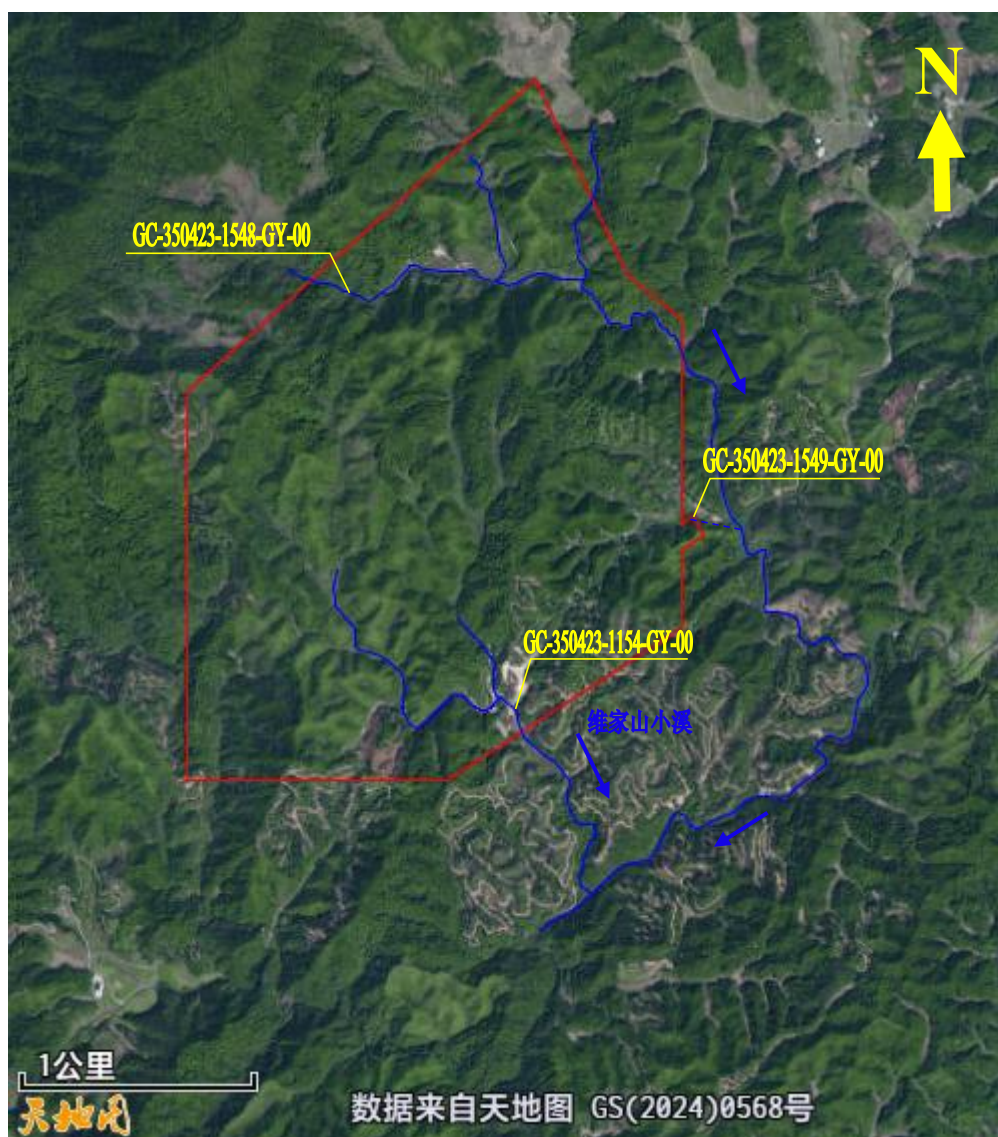 N
GC-350423-1548-GY-00
GC-350423-1549-GY-00
GC-350423-1154-GY-00
维家山小溪
1公里
天地图
数据来自天地图 GS(2024)0568号